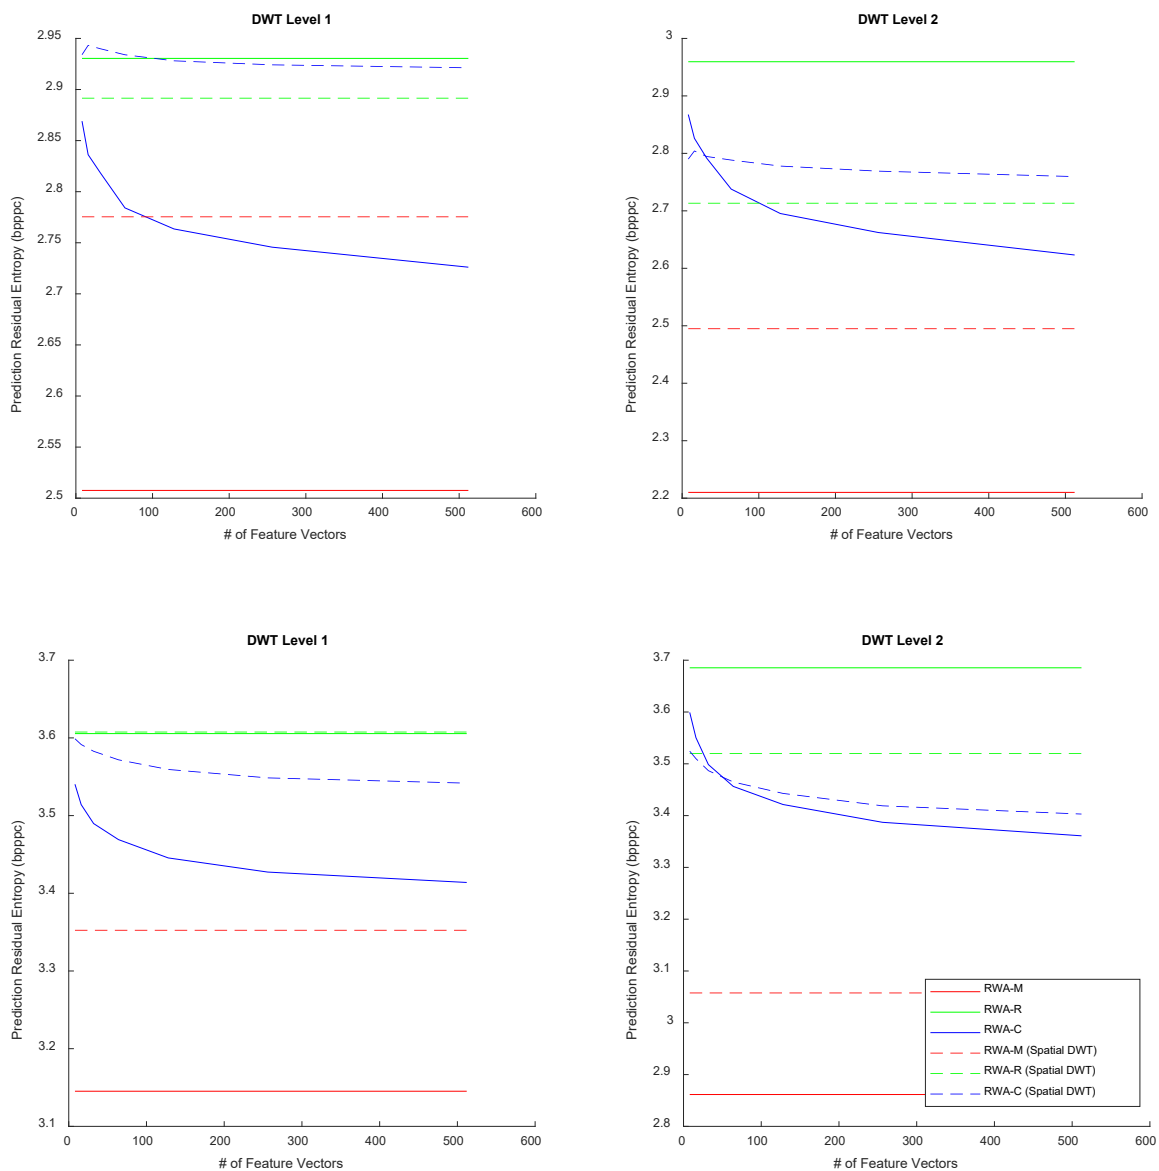 DWT Level 1
2.95
2.9
2.85
2.8
2.75
2.7
2.65
2.6
2.55
2.5
Prediction Residual Entropy (bpppc)
0 100 200 300 400 500 600
# of Feature Vectors
DWT Level 2
3
2.9
2.8
2.7
2.6
2.5
2.4
2.3
2.2
Prediction Residual Entropy (bpppc)
0 100 200 300 400 500 600
# of Feature Vectors
DWT Level 1
3.7
3.6
3.5
3.4
3.3
3.2
3.1
Prediction Residual Entropy (bpppc)
0 100 200 300 400 500 600
# of Feature Vectors
DWT Level 2
3.7
3.6
3.5
3.4
3.3
3.2
3.1
3
2.9
2.8
Prediction Residual Entropy (bpppc)
RWA-M
RWA-R
RWA-C
RWA-M (Spatial DWT)
RWA-R (Spatial DWT)
RWA-C (Spatial DWT)
0 100 200 300 400 500 600
# of Feature Vectors